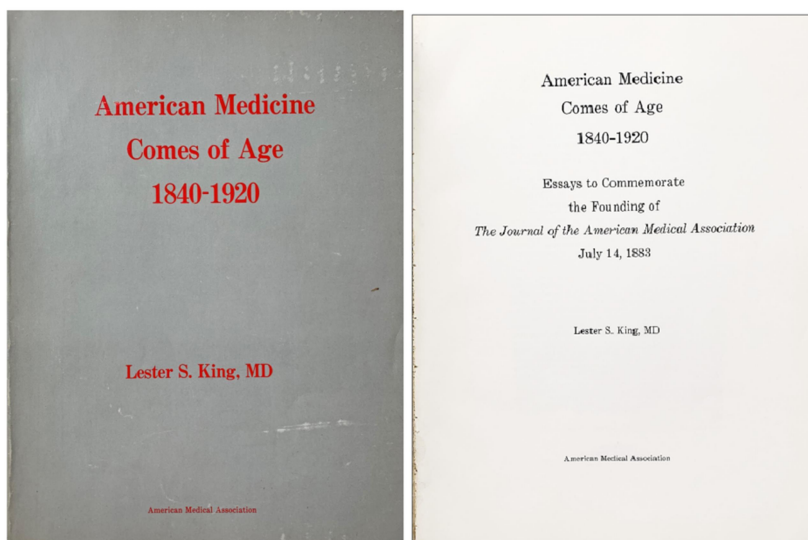 American Medicine
Comes of Age
1840-1920
Lester S. King, MD
American Medical Association
American Medicine
Comes of Age
1840-1920
Essays to Commemorate
the Founding of
The Journal of the American Medical Association
July 14, 1883
Lester S. King, MD
American Medical Association